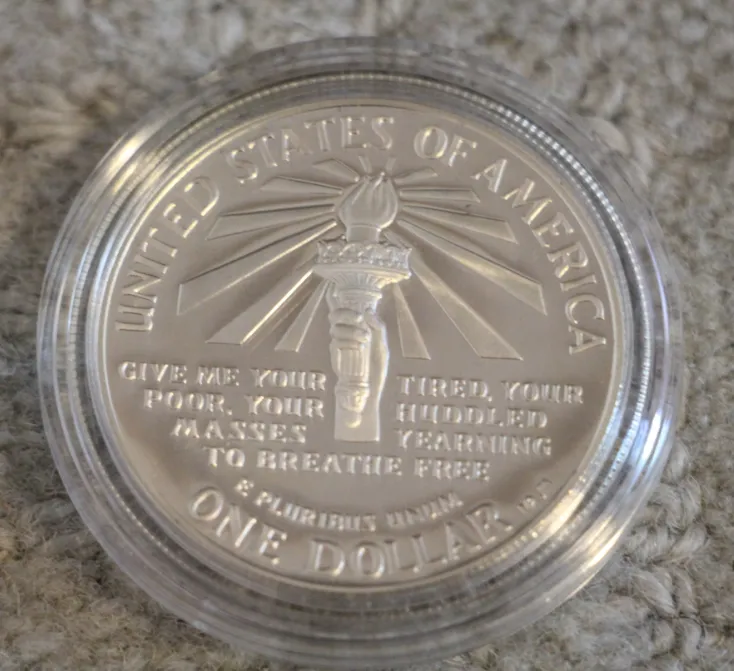 UNITED STATES OF AMERICA
GIVE ME YOUR TIRED, YOUR
POOR, YOUR HUDDLED
MASSES YEARNING
TO BREATHE FREE
E PLURIBUS UNUM
ONE DOLLAR